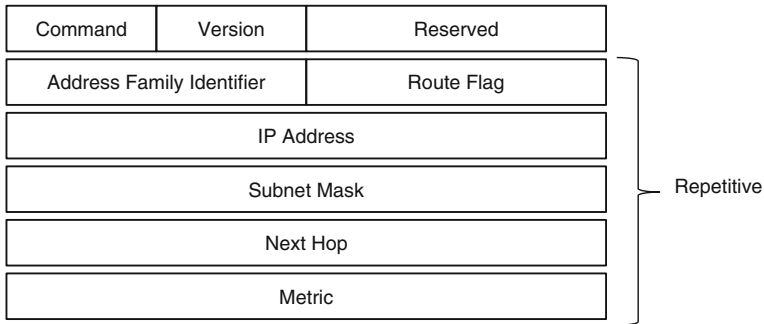 Command Version Reserved
Address Family Identifier Route Flag
IP Address
Subnet Mask
Repetitive
Next Hop
Metric